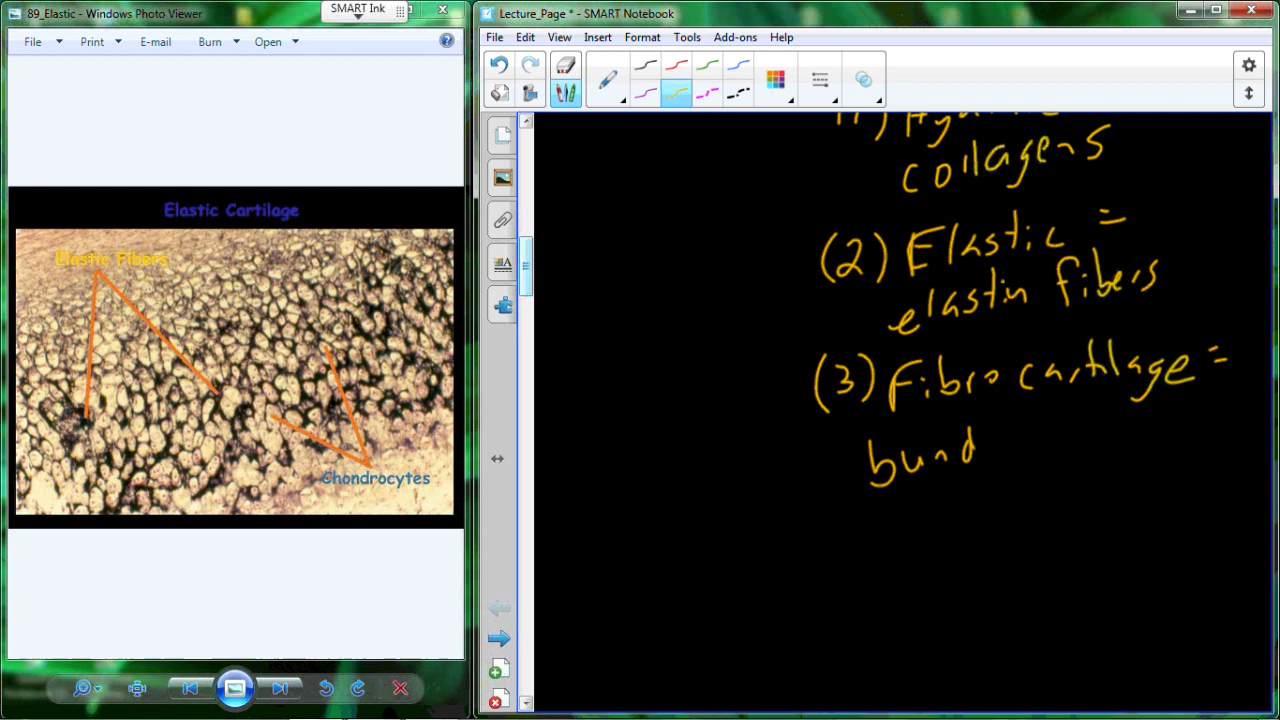 89_Elastic - Windows Photo Viewer
SMART Ink
File Print E-mail Burn Open
Elastic Cartilage
Elastic Fibers
Chondrocytes
Lecture_Page * - SMART Notebook
File Edit View Insert Format Tools Add-ons Help
collagens
(2) Elastic =
elastin fibers
(3) Fibrocartilage =
bund